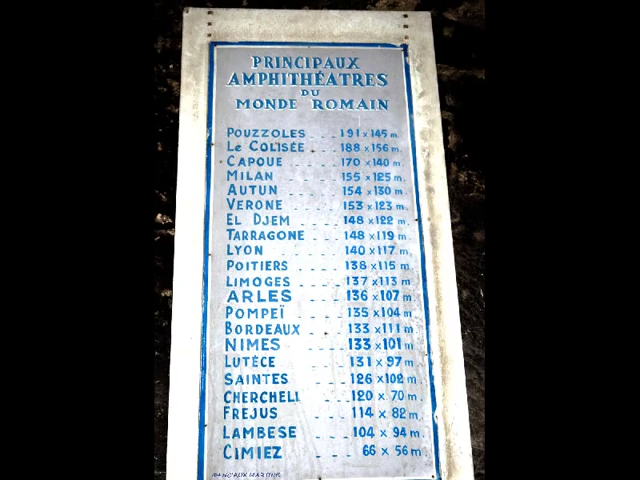 PRINCIPAUX
AMPHITHÉATRES
DU
MONDE ROMAIN
POUZZOLES ... 191 x 145 m.
LE COLISÉE ... 188 x 156 m.
CAPOUE .... 170 x 140 m.
MILAN .... 155 x 125 m.
AUTUN .... 154 x 130 m.
VERONE .... 153 x 123 m.
EL DJEM .... 148 x 122 m.
TARRAGONE ... 148 x 119 m.
LYON .... 140 x 117 m.
POITIERS .... 138 x 115 m.
LIMOGES .... 137 x 113 m
ARLES .... 136 x 107 m.
POMPEÏ .... 135 x 104 m.
BORDEAUX ... 133 x 111 m
NIMES ... 133 x 101 m
LUTÈCE ... 131 x 97 m.
SAINTES ... 126 x 102 m.
CHERCHELL ... 120 x 70 m.
FREJUS ... 114 x 82 m.
LAMBESE ... 104 x 94 m.
CIMIEZ ... 66 x 56 m.